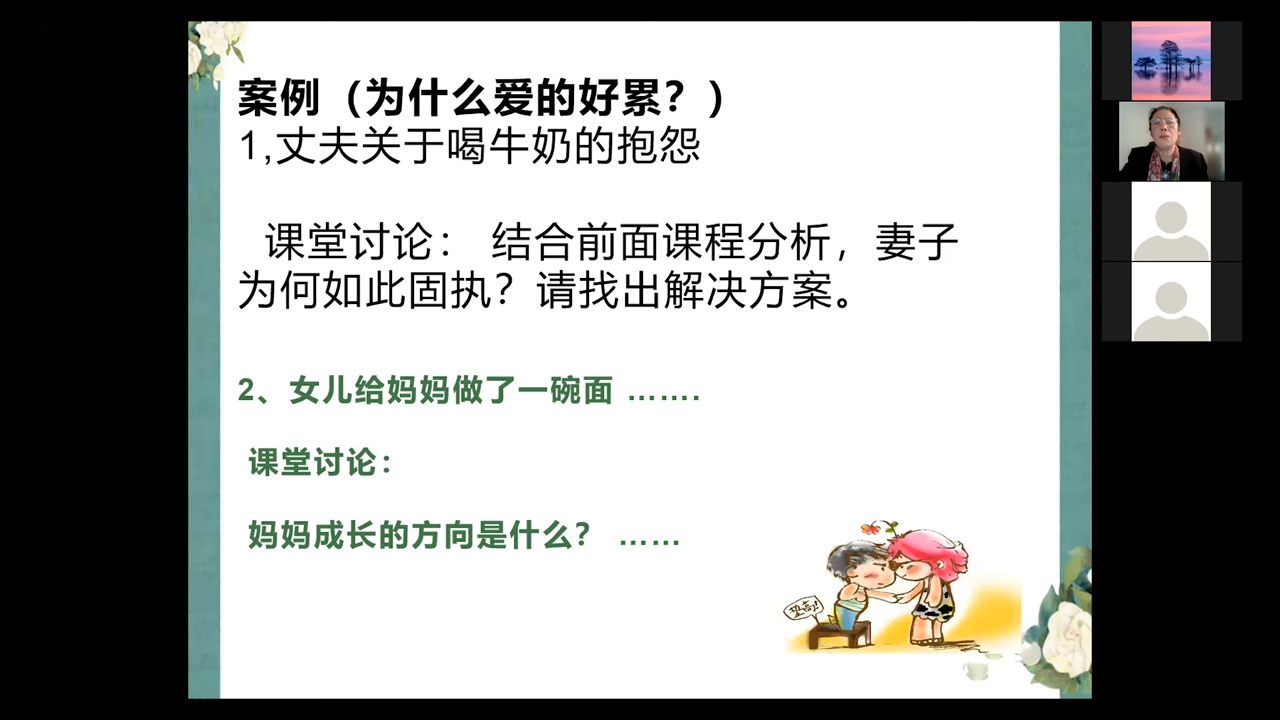 案例（为什么爱的好累？）
1,丈夫关于喝牛奶的抱怨
课堂讨论： 结合前面课程分析，妻子
为何如此固执？请找出解决方案。
2、女儿给妈妈做了一碗面 …….
课堂讨论：
妈妈成长的方向是什么？ ……
垫高!